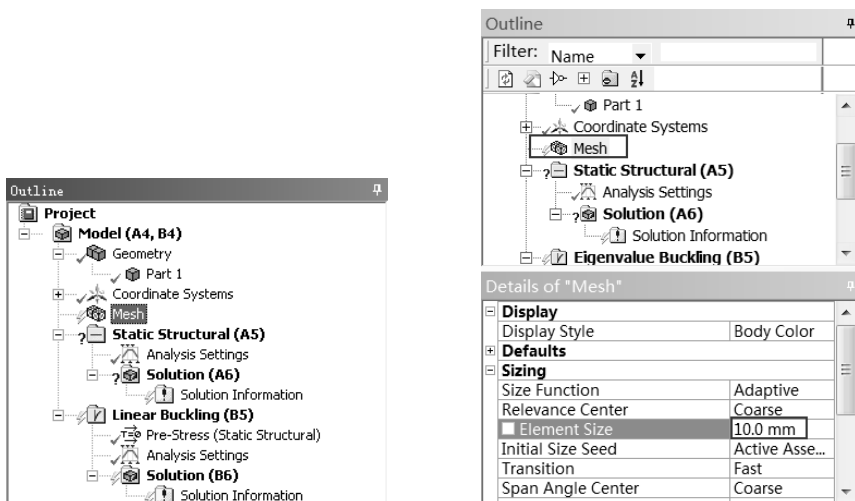 Outline
Project
Model (A4, B4)
Geometry
Part 1
Coordinate Systems
Mesh
Static Structural (A5)
Analysis Settings
Solution (A6)
Solution Information
Linear Buckling (B5)
Pre-Stress (Static Structural)
Analysis Settings
Solution (B6)
Solution Information
Outline
Filter: Name
Part 1
Coordinate Systems
Mesh
Static Structural (A5)
Analysis Settings
Solution (A6)
Solution Information
Eigenvalue Buckling (B5)
Details of "Mesh"
Display
Display Style Body Color
Defaults
Sizing
Size Function Adaptive
Relevance Center Coarse
Element Size 10.0 mm
Initial Size Seed Active Asse...
Transition Fast
Span Angle Center Coarse